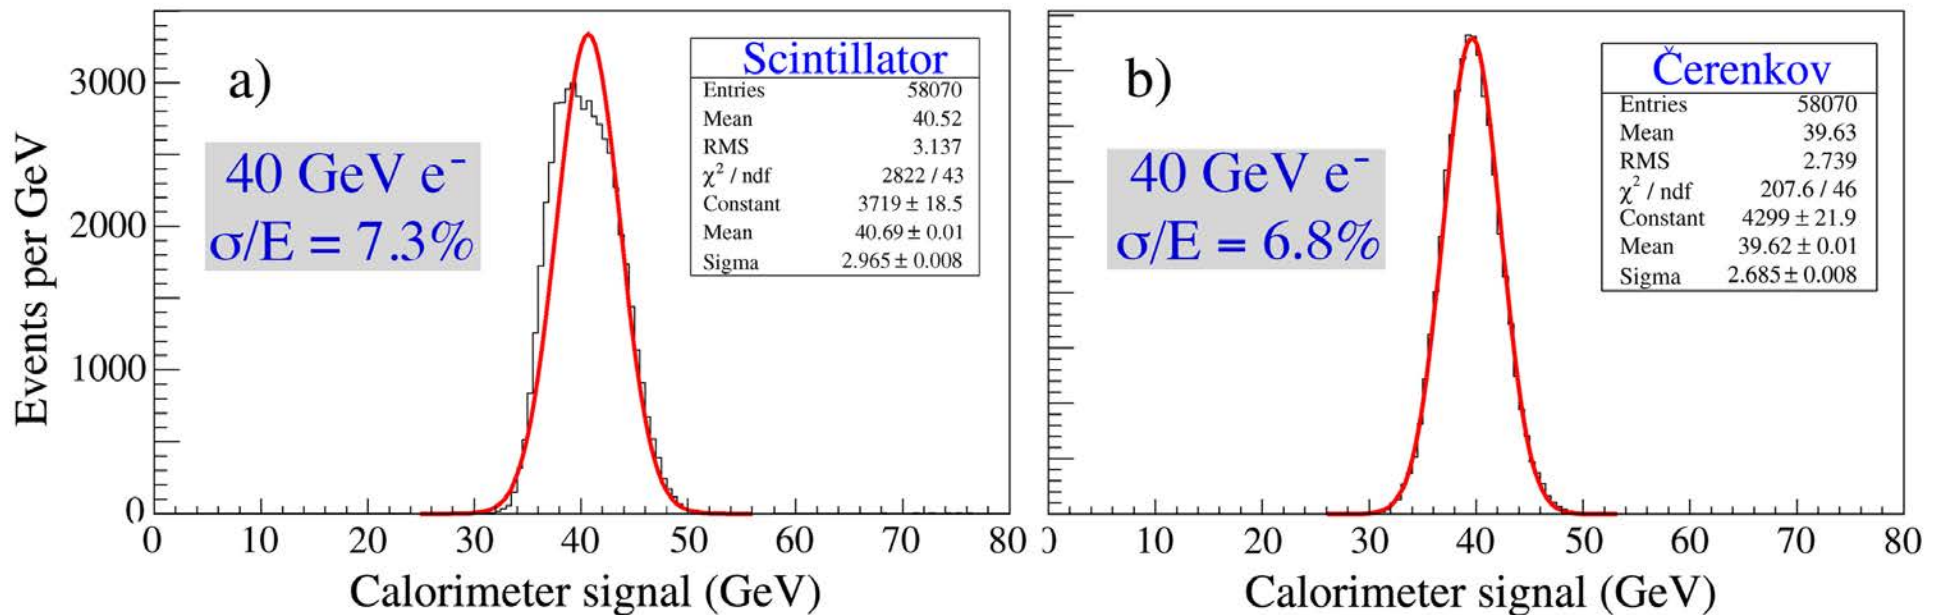 a)
40 GeV e⁻
σ/E = 7.3%
Scintillator
Entries 58070
Mean 40.52
RMS 3.137
χ² / ndf 2822 / 43
Constant 3719 ± 18.5
Mean 40.69 ± 0.01
Sigma 2.965 ± 0.008
Events per GeV
3000
2000
1000
0
0 10 20 30 40 50 60 70 80
Calorimeter signal (GeV)
b)
40 GeV e⁻
σ/E = 6.8%
Čerenkov
Entries 58070
Mean 39.63
RMS 2.739
χ² / ndf 207.6 / 46
Constant 4299 ± 21.9
Mean 39.62 ± 0.01
Sigma 2.685 ± 0.008
10 20 30 40 50 60 70 80
Calorimeter signal (GeV)